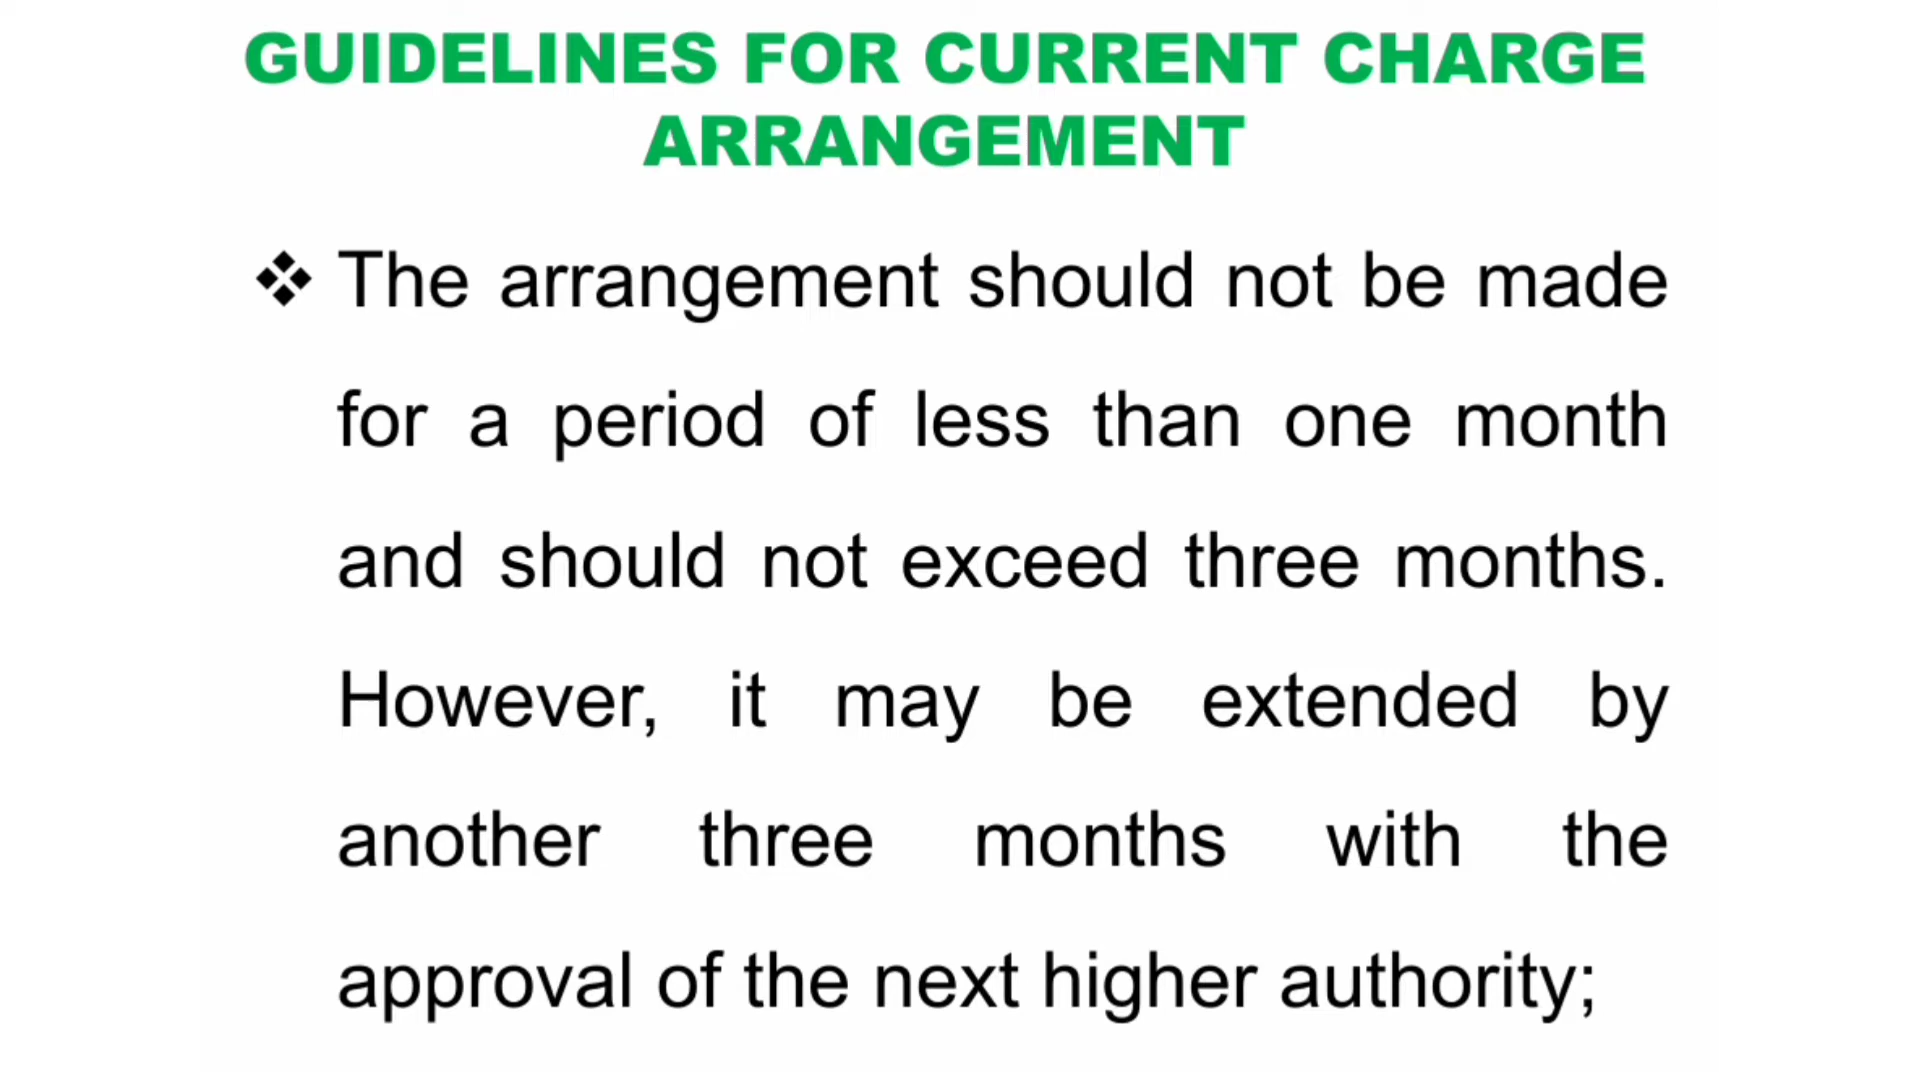 GUIDELINES FOR CURRENT CHARGE
ARRANGEMENT
❖ The arrangement should not be made
for a period of less than one month
and should not exceed three months.
However, it may be extended by
another three months with the
approval of the next higher authority;